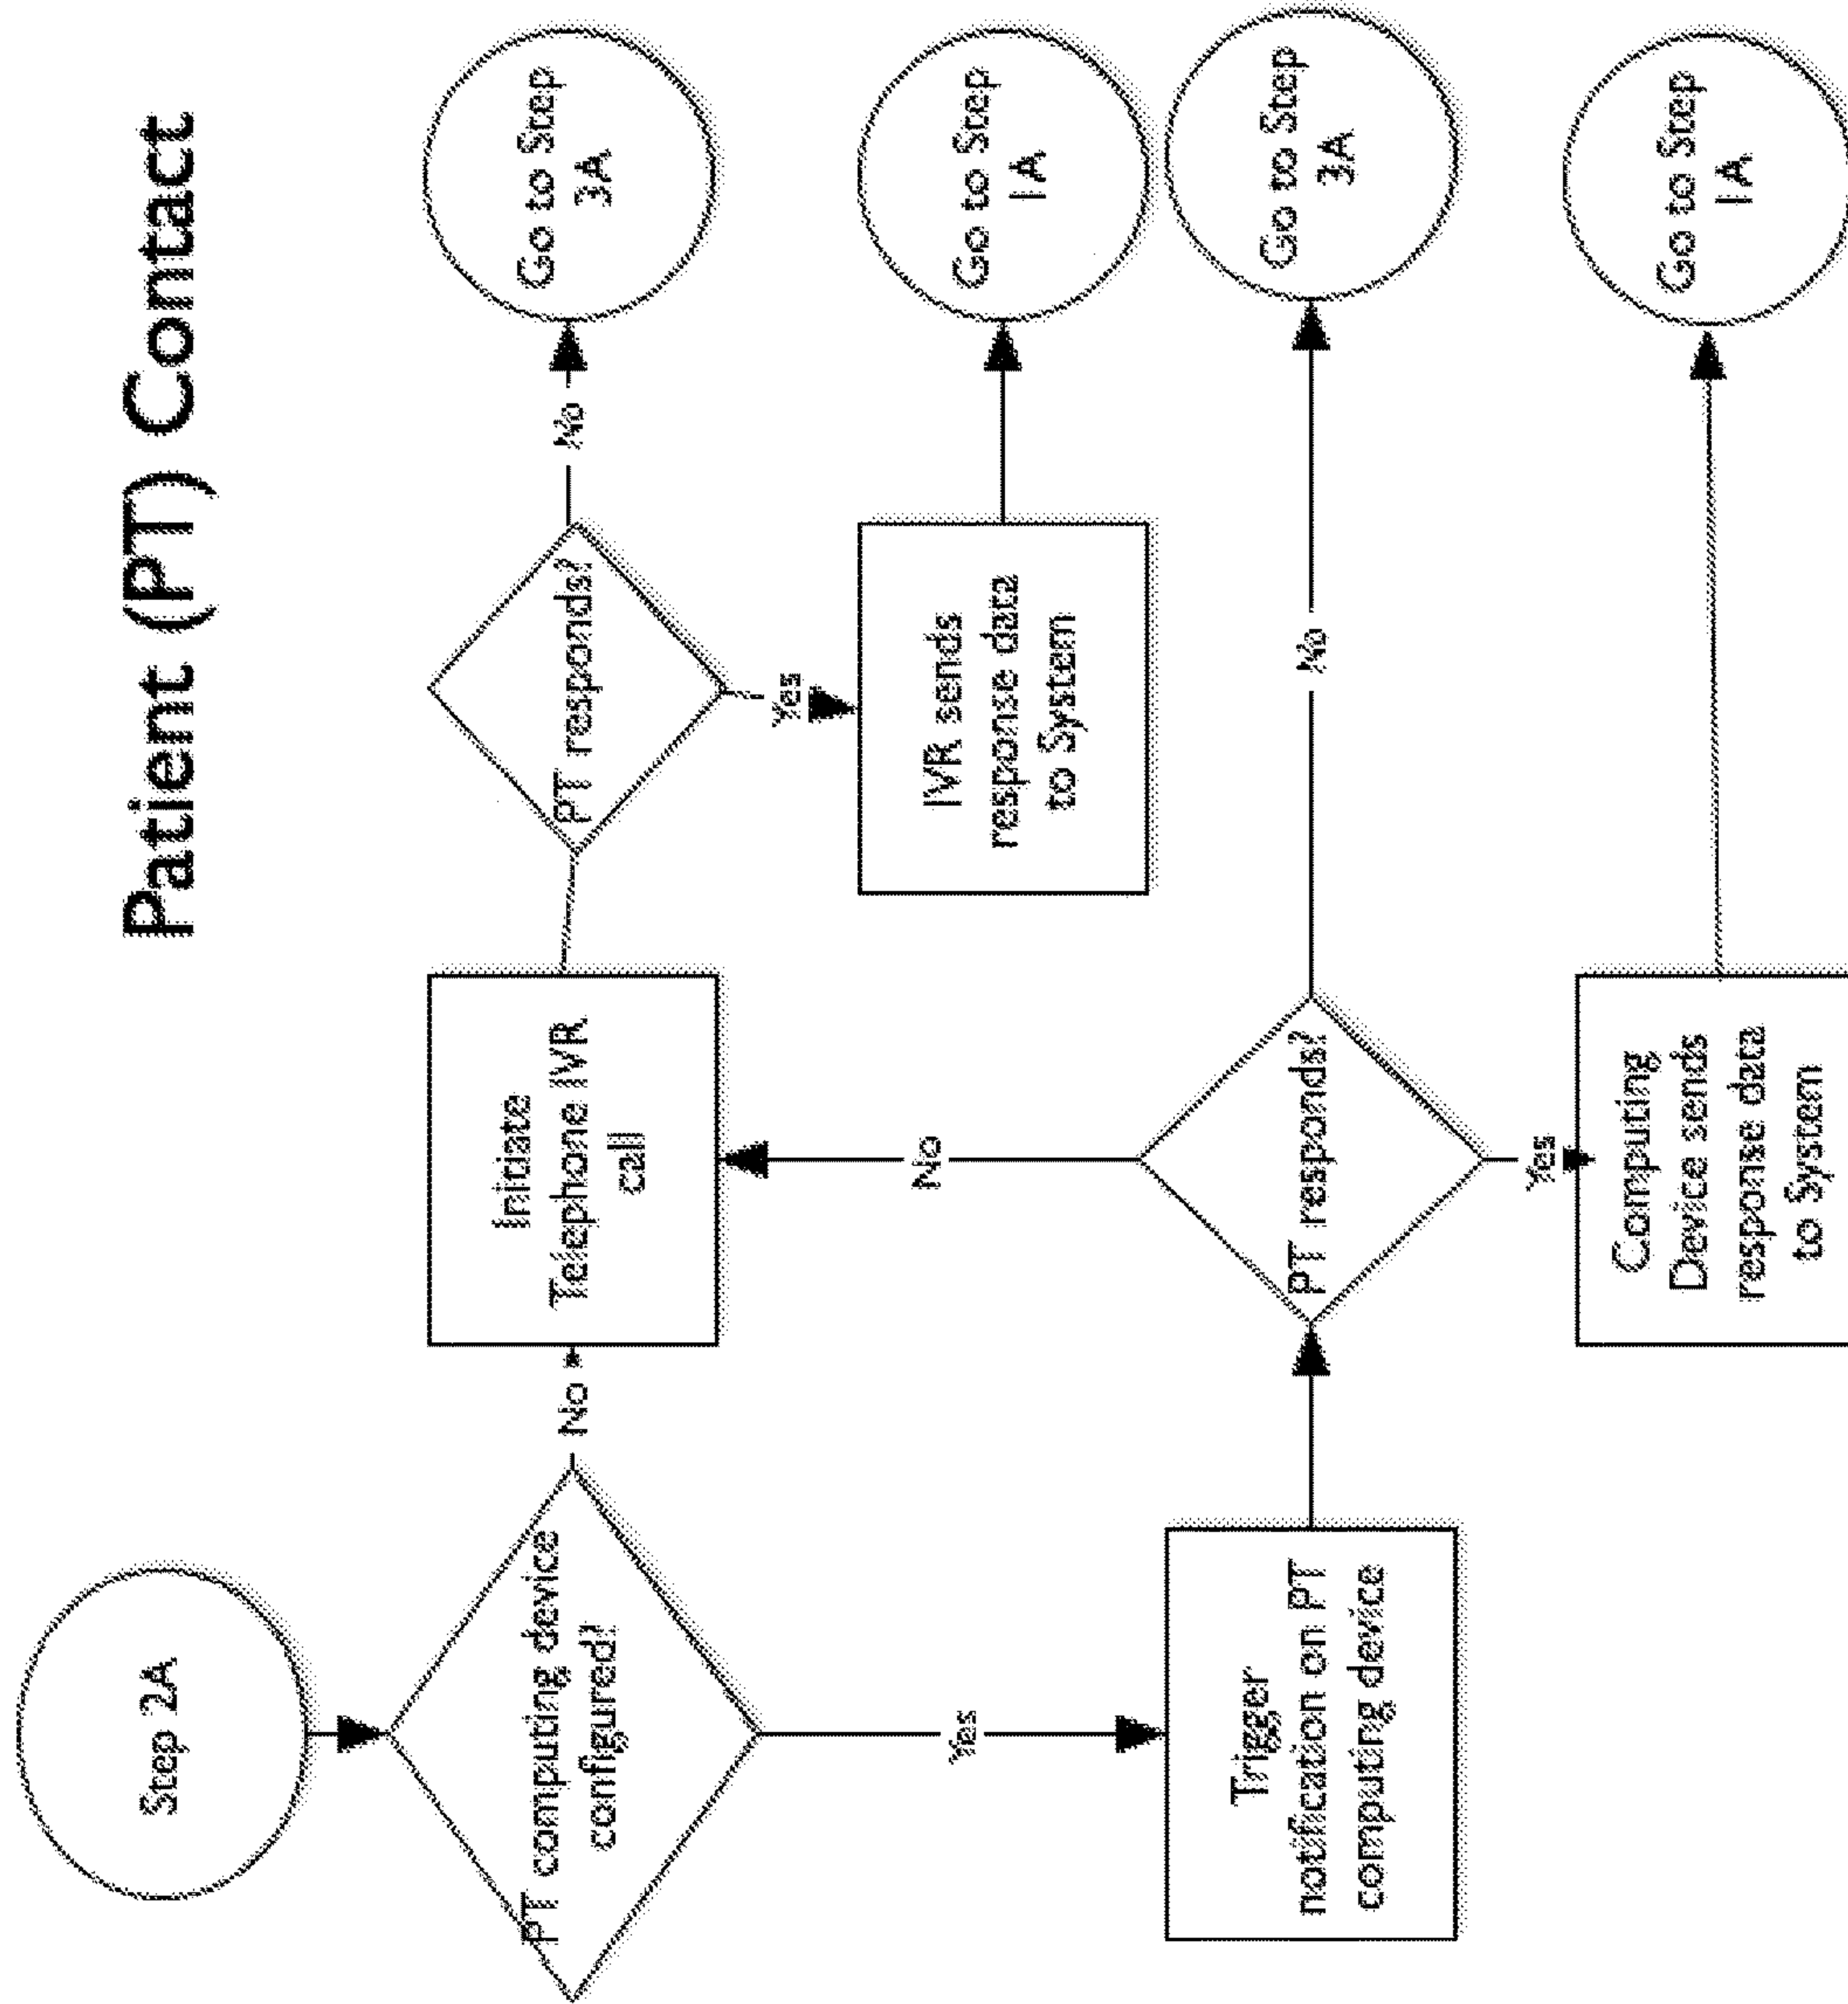 Patient (PT) Contact
Step 2A
PT computing device
configured?
No
Initiate
Telephone IVR
call
PT responds?
No
Go to Step
3A
Yes
IVR sends
response data
to System
Go to Step
1A
Yes
No
Trigger
notification on PT
computing device
PT responds?
No
Go to Step
3A
Yes
Computing
Device sends
response data
to System
Go to Step
1A